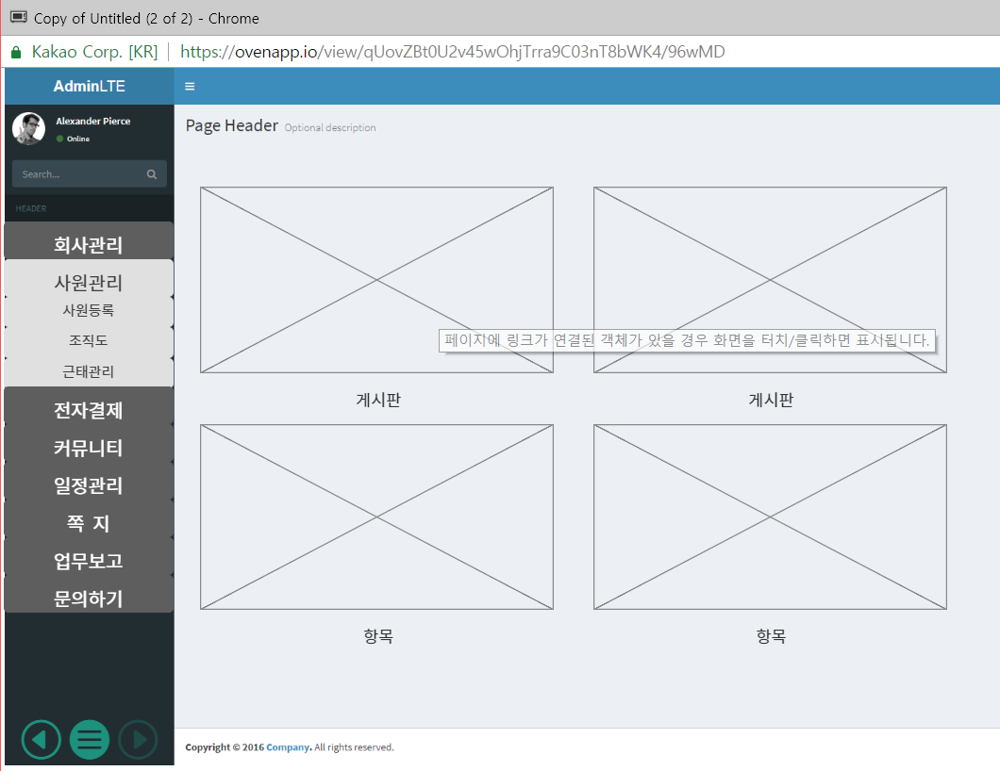 Copy of Untitled (2 of 2) - Chrome
Kakao Corp. [KR] https://ovenapp.io/view/qUovZBt0U2v45wOhjTrra9C03nT8bWK4/96wMD
AdminLTE
Alexander Pierce
Online
Search...
HEADER
회사관리
사원관리
사원등록
조직도
근태관리
전자결제
커뮤니티
일정관리
쪽 지
업무보고
문의하기
Page Header Optional description
페이지에 링크가 연결된 객체가 있을 경우 화면을 터치/클릭하면 표시됩니다.
게시판
게시판
항목
항목
Copyright © 2016 Company. All rights reserved.